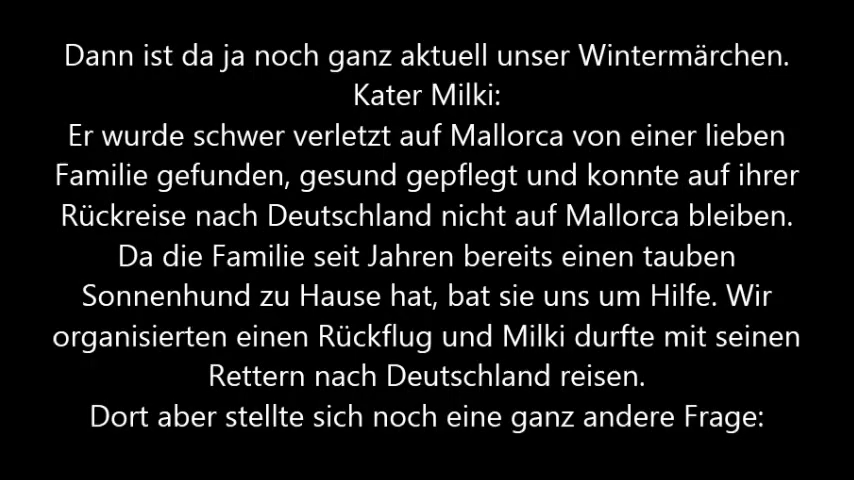 Dann ist da ja noch ganz aktuell unser Wintermärchen.
Kater Milki:
Er wurde schwer verletzt auf Mallorca von einer lieben
Familie gefunden, gesund gepflegt und konnte auf ihrer
Rückreise nach Deutschland nicht auf Mallorca bleiben.
Da die Familie seit Jahren bereits einen tauben
Sonnenhund zu Hause hat, bat sie uns um Hilfe. Wir
organisierten einen Rückflug und Milki durfte mit seinen
Rettern nach Deutschland reisen.
Dort aber stellte sich noch eine ganz andere Frage: